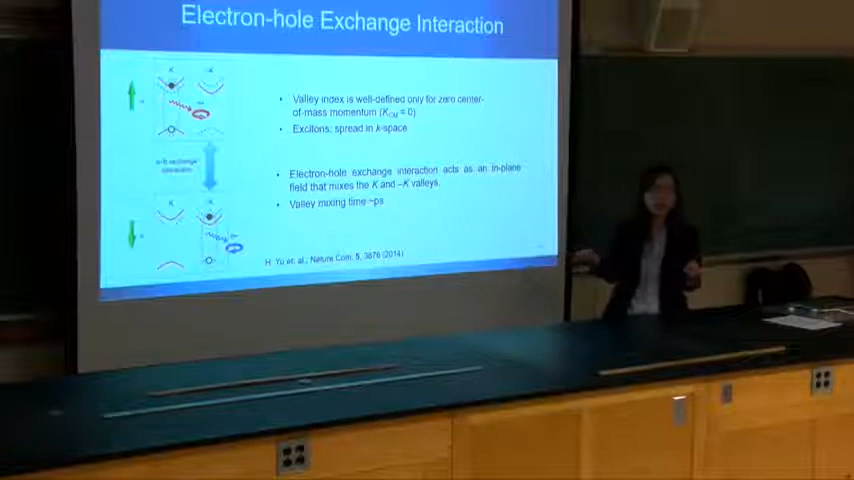 Electron-hole Exchange Interaction
K
-K
• Valley index is well-defined only for zero center-
of-mass momentum (K_CM = 0)
• Excitons: spread in k-space
e-h exchange
interaction
• Electron-hole exchange interaction acts as an in-plane
field that mixes the K and –K valleys.
• Valley mixing time ~ps
K
-K
H. Yu et. al., Nature Com. 5, 3876 (2014)